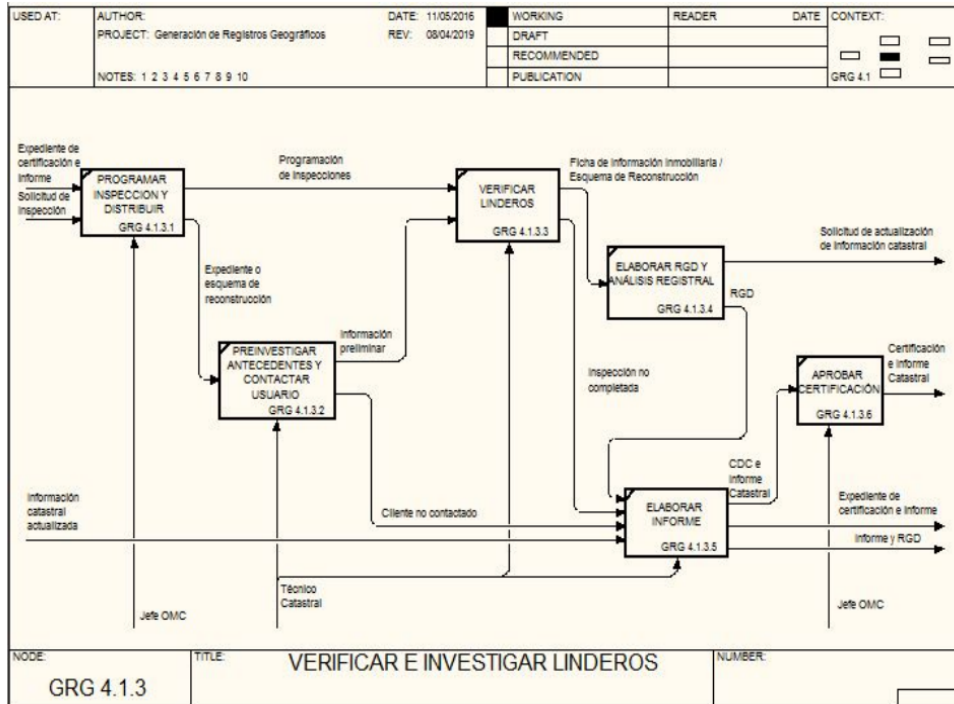 USED AT:
AUTHOR:
DATE: 11/05/2016
PROJECT: Generación de Registros Geográficos
REV: 08/04/2019
NOTES: 1 2 3 4 5 6 7 8 9 10
WORKING
DRAFT
RECOMMENDED
PUBLICATION
READER
DATE
CONTEXT:
GRG 4.1
Expediente de
certificación e
informe
Solicitud de
inspección
PROGRAMAR
INSPECCION Y
DISTRIBUIR
GRG 4.1.3.1
Programación
de inspecciones
VERIFICAR
LINDEROS
GRG 4.1.3.3
Ficha de información inmobiliaria /
Esquema de Reconstrucción
Solicitud de actualización
de información catastral
ELABORAR RGD Y
ANÁLISIS REGISTRAL
GRG 4.1.3.4
RGD
Expediente o
esquema de
reconstrucción
Información
preliminar
PREINVESTIGAR
ANTECEDENTES Y
CONTACTAR
USUARIO
GRG 4.1.3.2
Inspección no
completada
Certificación
e informe
Catastral
APROBAR
CERTIFICACIÓN
GRG 4.1.3.6
CDC e
informe
Catastral
Información
catastral
actualizada
Cliente no contactado
ELABORAR
INFORME
GRG 4.1.3.5
Expediente de
certificación e informe
Informe y RGD
Técnico
Catastral
Jefe OMC
Jefe OMC
NODE:
GRG 4.1.3
TITLE:
VERIFICAR E INVESTIGAR LINDEROS
NUMBER: